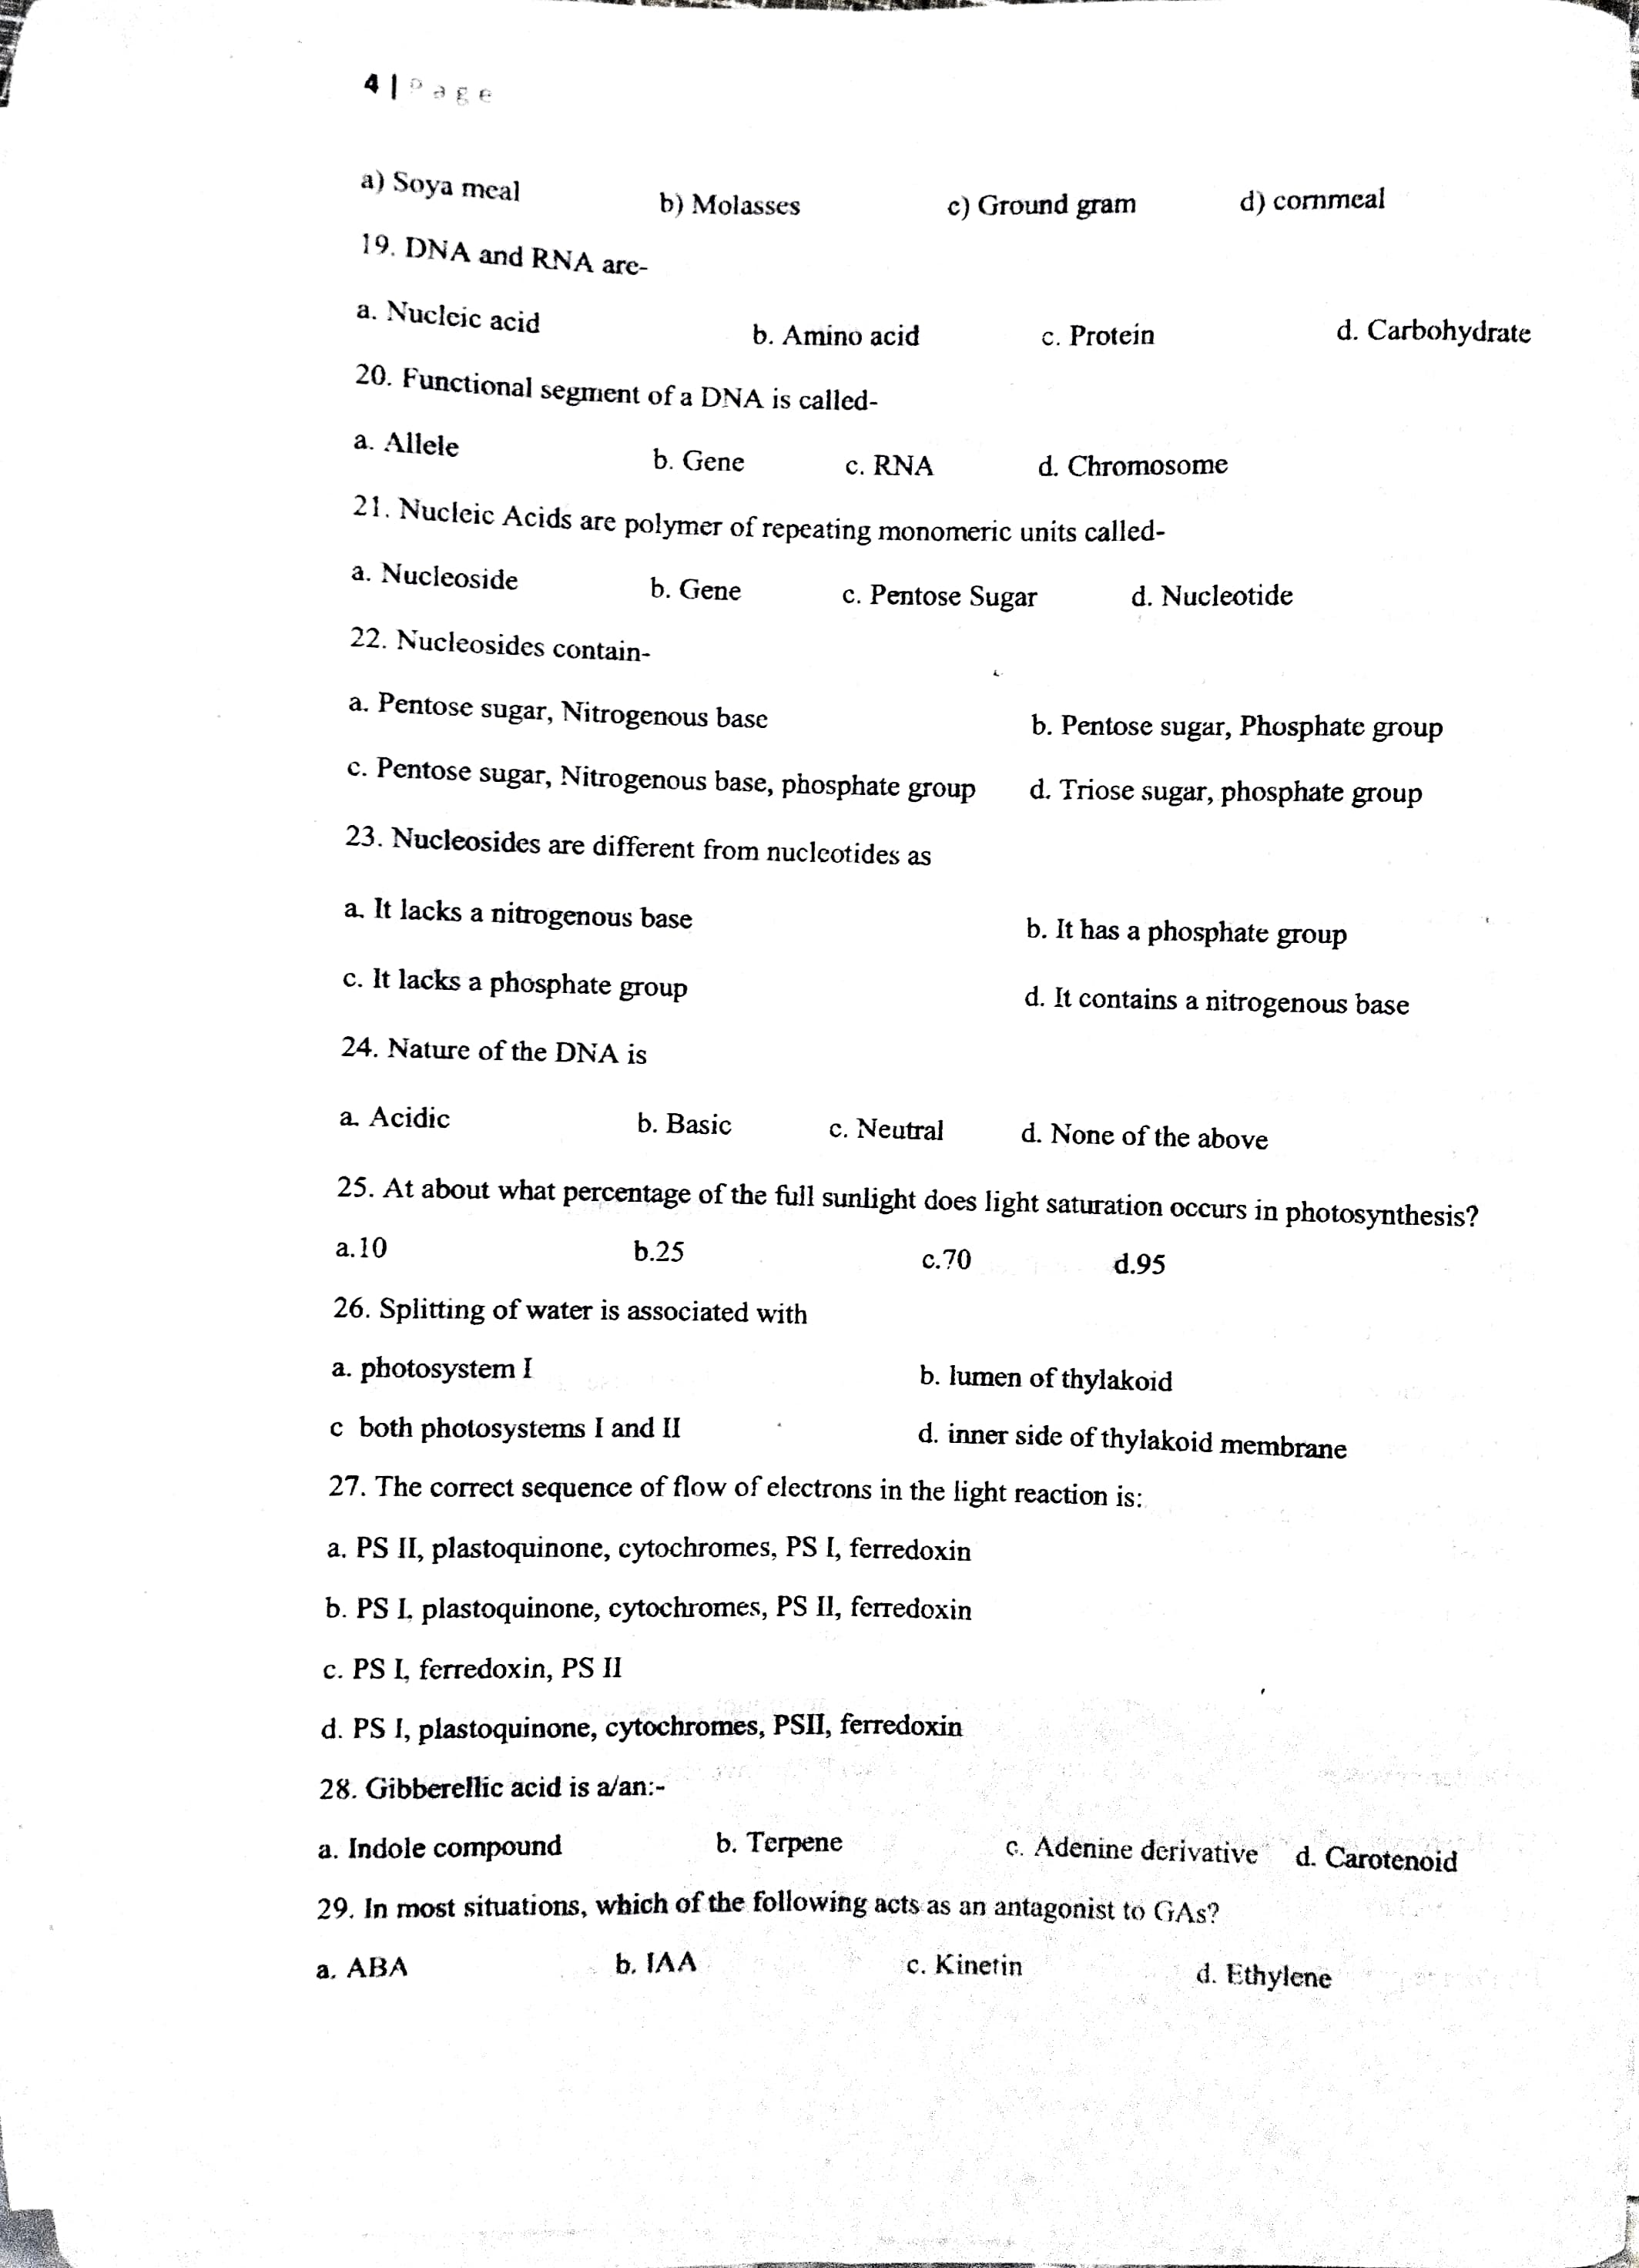 4 | Page
a) Soya meal b) Molasses c) Ground gram d) cornmeal
19. DNA and RNA are-
a. Nucleic acid b. Amino acid c. Protein d. Carbohydrate
20. Functional segment of a DNA is called-
a. Allele b. Gene c. RNA d. Chromosome
21. Nucleic Acids are polymer of repeating monomeric units called-
a. Nucleoside b. Gene c. Pentose Sugar d. Nucleotide
22. Nucleosides contain-
a. Pentose sugar, Nitrogenous base b. Pentose sugar, Phosphate group
c. Pentose sugar, Nitrogenous base, phosphate group d. Triose sugar, phosphate group
23. Nucleosides are different from nucleotides as
a. It lacks a nitrogenous base b. It has a phosphate group
c. It lacks a phosphate group d. It contains a nitrogenous base
24. Nature of the DNA is
a. Acidic b. Basic c. Neutral d. None of the above
25. At about what percentage of the full sunlight does light saturation occurs in photosynthesis?
a.10 b.25 c.70 d.95
26. Splitting of water is associated with
a. photosystem I b. lumen of thylakoid
c both photosystems I and II d. inner side of thylakoid membrane
27. The correct sequence of flow of electrons in the light reaction is:
a. PS II, plastoquinone, cytochromes, PS I, ferredoxin
b. PS I, plastoquinone, cytochromes, PS II, ferredoxin
c. PS I, ferredoxin, PS II
d. PS I, plastoquinone, cytochromes, PSII, ferredoxin
28. Gibberellic acid is a/an:-
a. Indole compound b. Terpene c. Adenine derivative d. Carotenoid
29. In most situations, which of the following acts as an antagonist to GAs?
a. ABA b. IAA c. Kinetin d. Ethylene